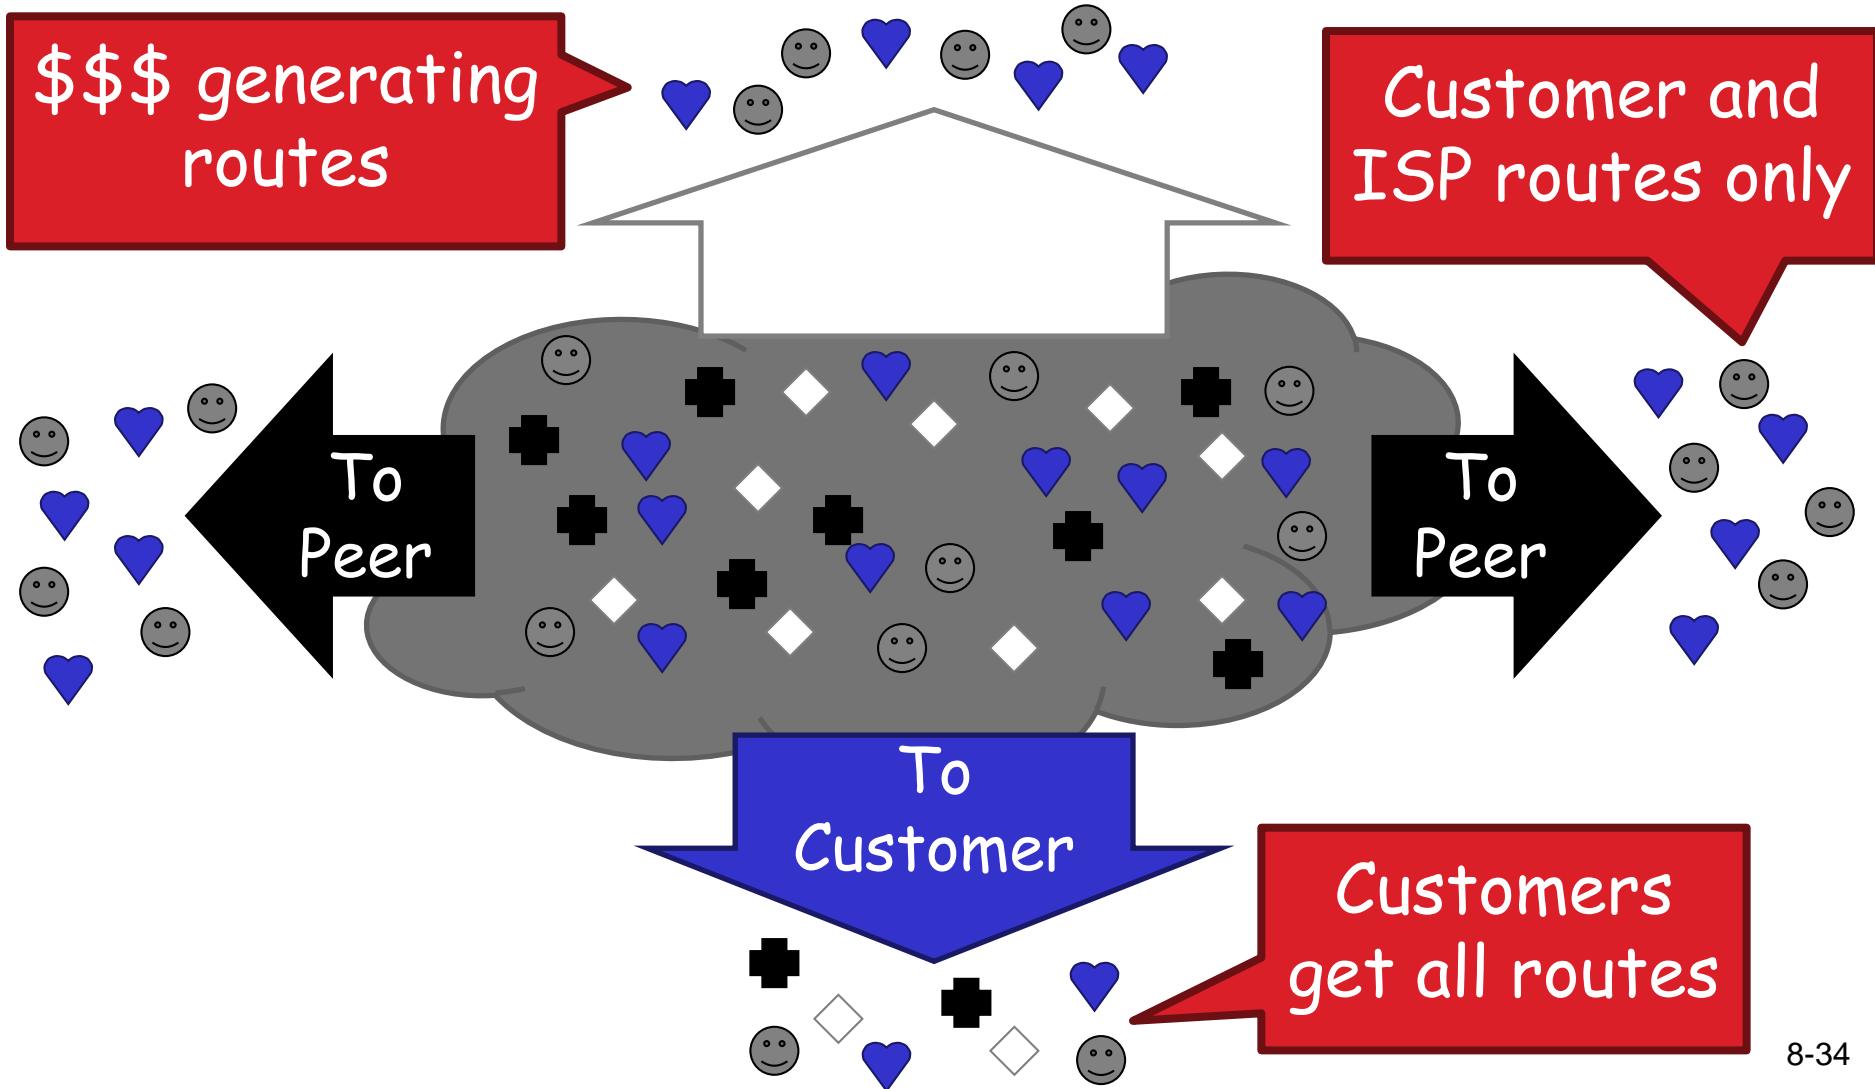 $$$ generating
routes
Customer and
ISP routes only
To
Peer
To
Peer
To
Customer
Customers
get all routes
8-34